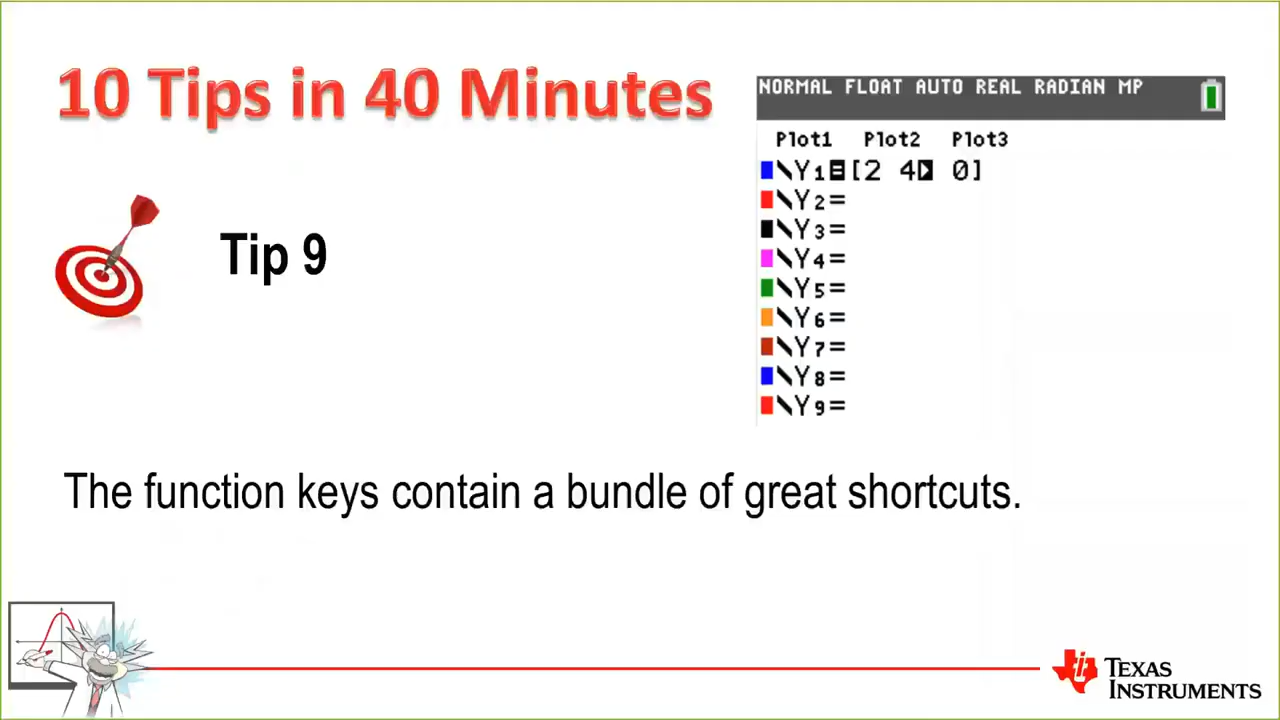 10 Tips in 40 Minutes
NORMAL FLOAT AUTO REAL RADIAN MP
Plot1 Plot2 Plot3
\Y1=[2 4▶ 0]
\Y2=
\Y3=
\Y4=
\Y5=
\Y6=
\Y7=
\Y8=
\Y9=
Tip 9
The function keys contain a bundle of great shortcuts.
TEXAS
INSTRUMENTS